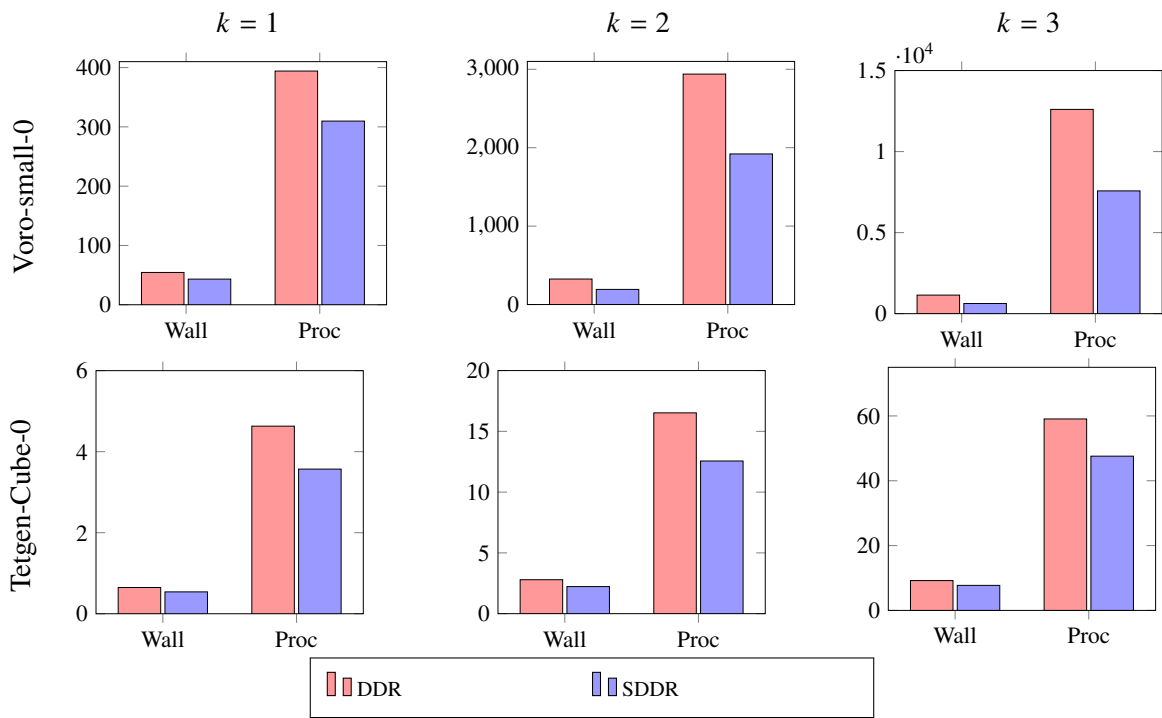 k = 1 k = 2 k = 3
Voro-small-0
400
300
200
100
0
Wall Proc
3,000
2,000
1,000
0
Wall Proc
·10⁴
1.5
1
0.5
0
Wall Proc
Tetgen-Cube-0
6
4
2
0
Wall Proc
20
15
10
5
0
Wall Proc
60
40
20
0
Wall Proc
DDR SDDR